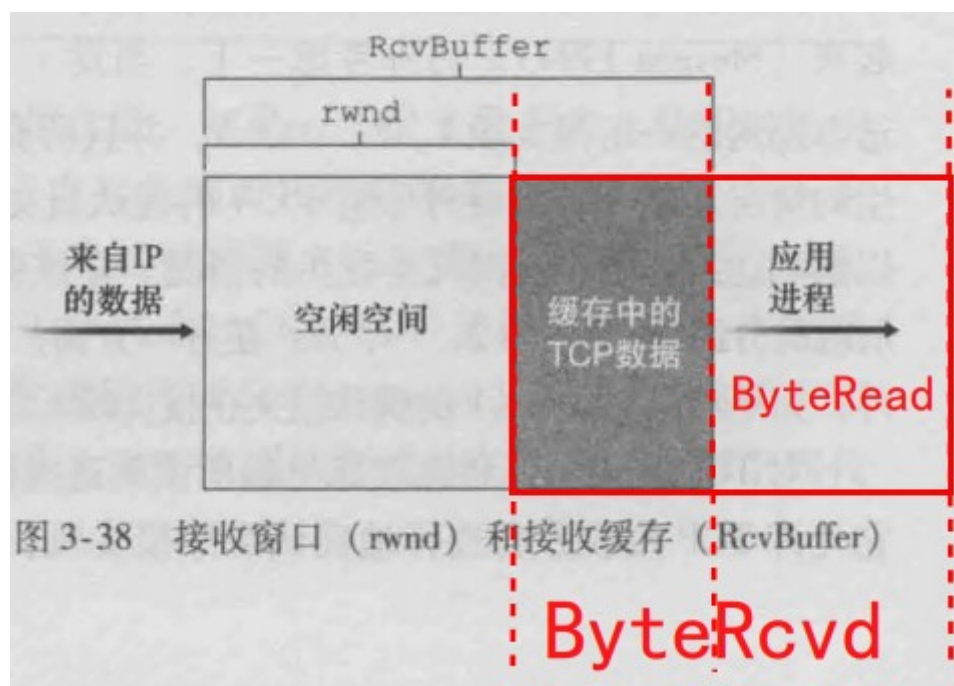 RcvBuffer
rwnd
来自IP
的数据
空闲空间
缓存中的
TCP数据
应用
进程
ByteRead
图 3-38 接收窗口（rwnd）和接收缓存（RcvBuffer）
ByteRcvd